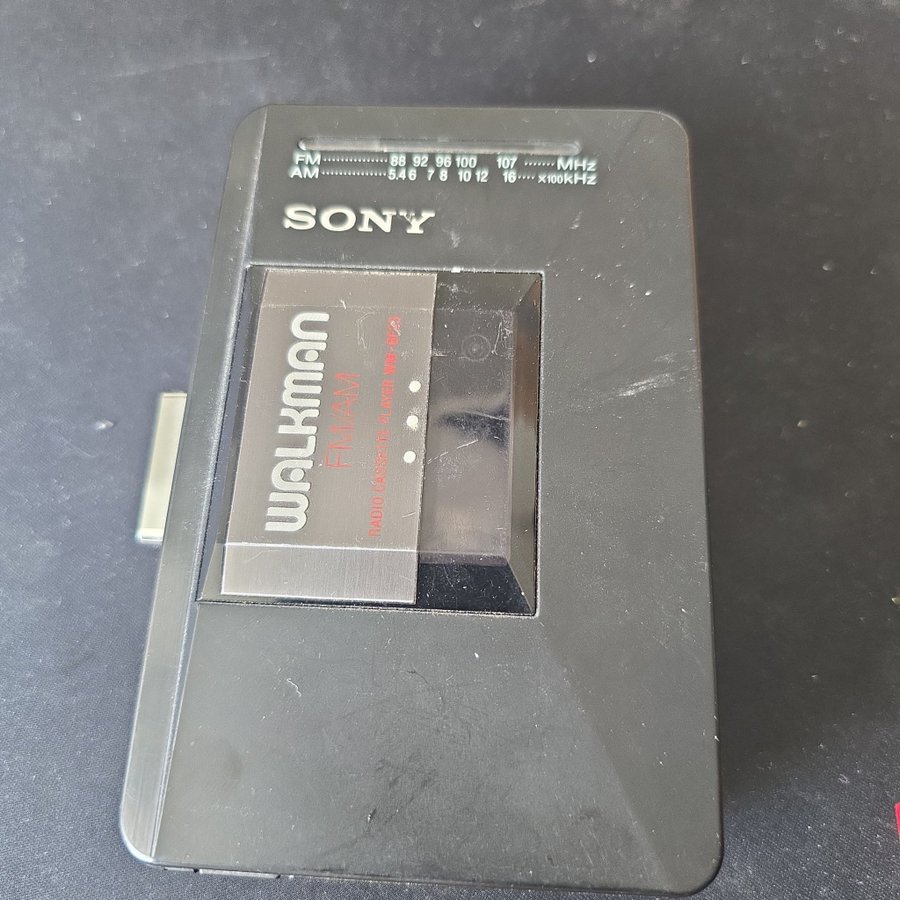 FM 88 92 96 100 107 MHz
AM 5.4 6 7 8 10 12 16 ×100kHz
SONY
WALKMAN
FM/AM
RADIO CASSETTE PLAYER